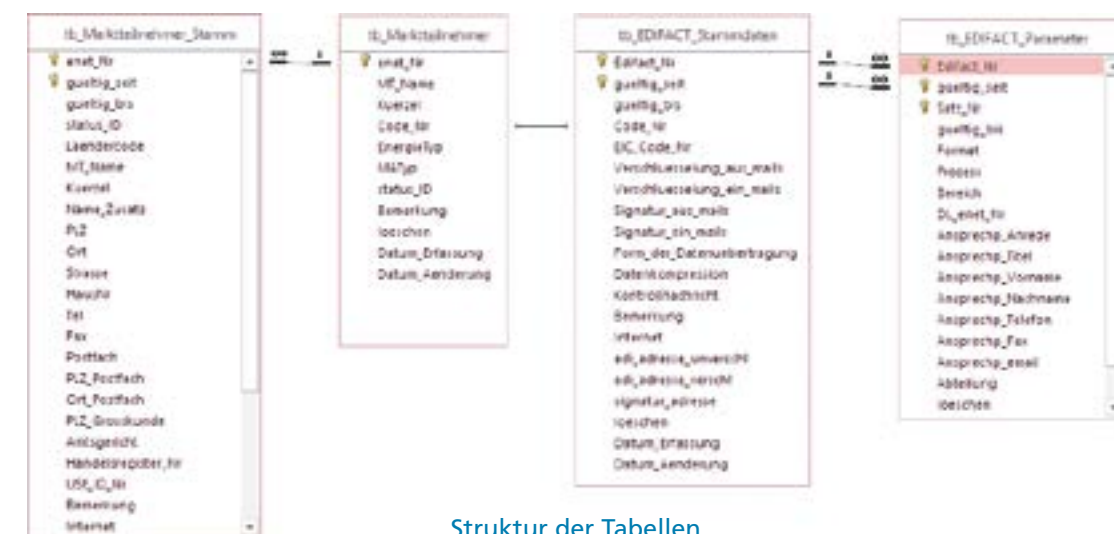 tb_Marktteilnehmer_Stamm
enet_Nr
gueltig_seit
gueltig_bis
status_ID
Laendercode
MT_Name
Kuerzel
Name_Zusatz
PLZ
Ort
Strasse
HausNr
Tel
Fax
Postfach
PLZ_Postfach
Ort_Postfach
PLZ_Grosskunde
Amtsgericht
Handelsregister_Nr
USt_ID_Nr
Bemerkung
Internet
∞ 1
tb_Marktteilnehmer
enet_Nr
MT_Name
Kuerzel
Code_Nr
EnergieTyp
status_ID
Bemerkung
loeschen
Datum_Erfassung
Datum_Aenderung
tb_EDIFACT_Stammdaten
Edifact_Nr
gueltig_seit
gueltig_bis
Code_Nr
EIC_Code_Nr
Verschluesselung_aus_mails
Verschluesselung_ein_mails
Signatur_aus_mails
Signatur_ein_mails
Form_der_Datenuebertragung
Datenkompression
Kontrollnachricht
Bemerkung
Internet
edi_adresse_unverschl
edi_adresse_verschl
signatur_adresse
loeschen
Datum_Erfassung
Datum_Aenderung
1 ∞
1 ∞
tb_EDIFACT_Parameter
Edifact_Nr
gueltig_seit
Satz_Nr
gueltig_bis
Format
Prozess
Bereich
DL_enet_Nr
Ansprechp_Anrede
Ansprechp_Titel
Ansprechp_Vorname
Ansprechp_Nachname
Ansprechp_Telefon
Ansprechp_Fax
Ansprechp_email
Abteilung
loeschen
Struktur der Tabellen